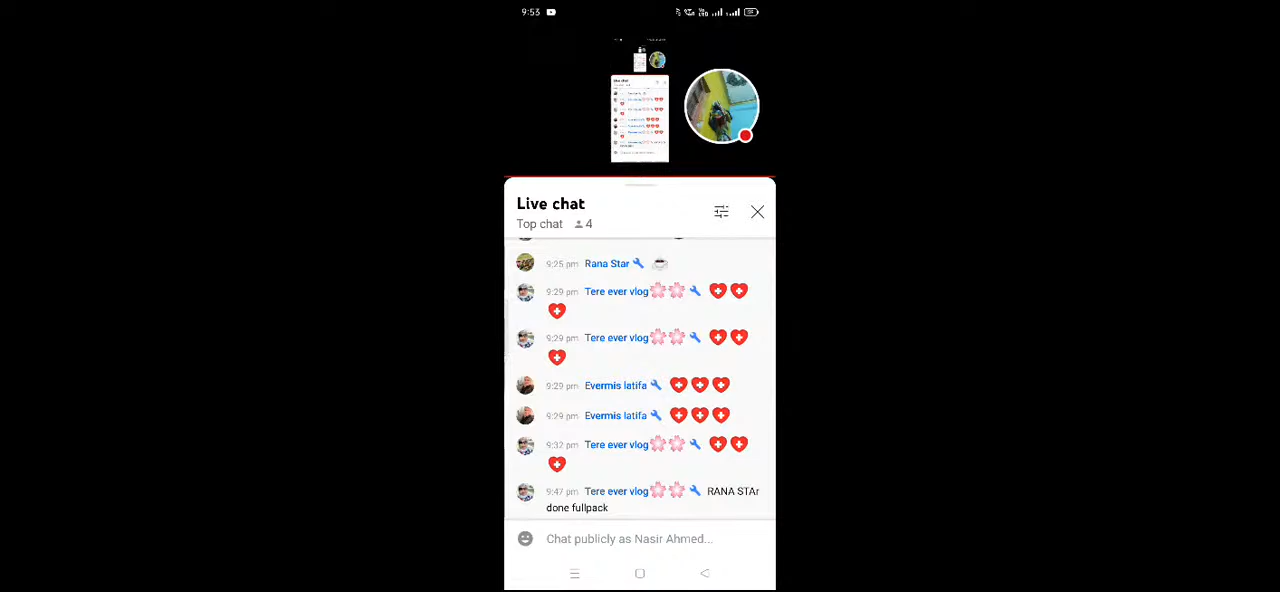 9:53
Live chat
Top chat 4
9:25 pm Rana Star ☕
9:29 pm Tere ever vlog🌸🌸
9:29 pm Tere ever vlog🌸🌸
9:29 pm Evermis latifa
9:29 pm Evermis latifa
9:32 pm Tere ever vlog🌸🌸
9:47 pm Tere ever vlog🌸🌸 RANA STAr
done fullpack
Chat publicly as Nasir Ahmed...